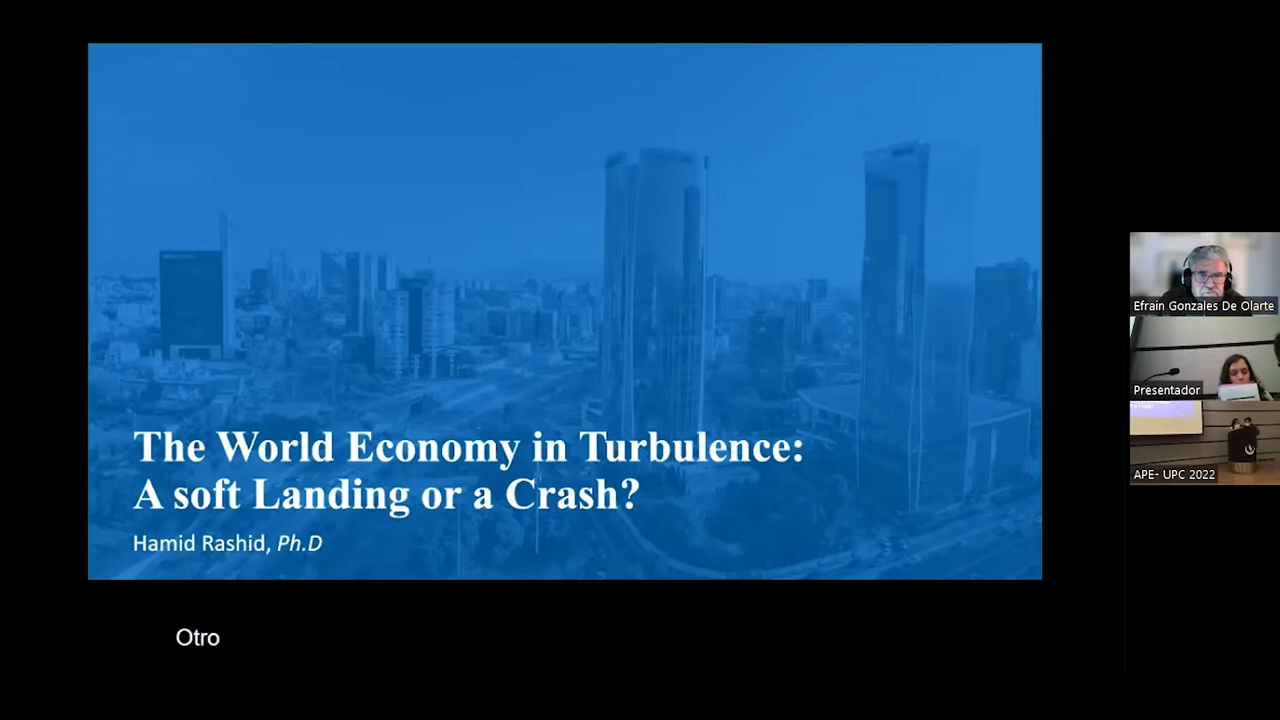 The World Economy in Turbulence:
A soft Landing or a Crash?
Hamid Rashid, Ph.D
Otro
Efrain Gonzales De Olarte
Presentador
APE- UPC 2022